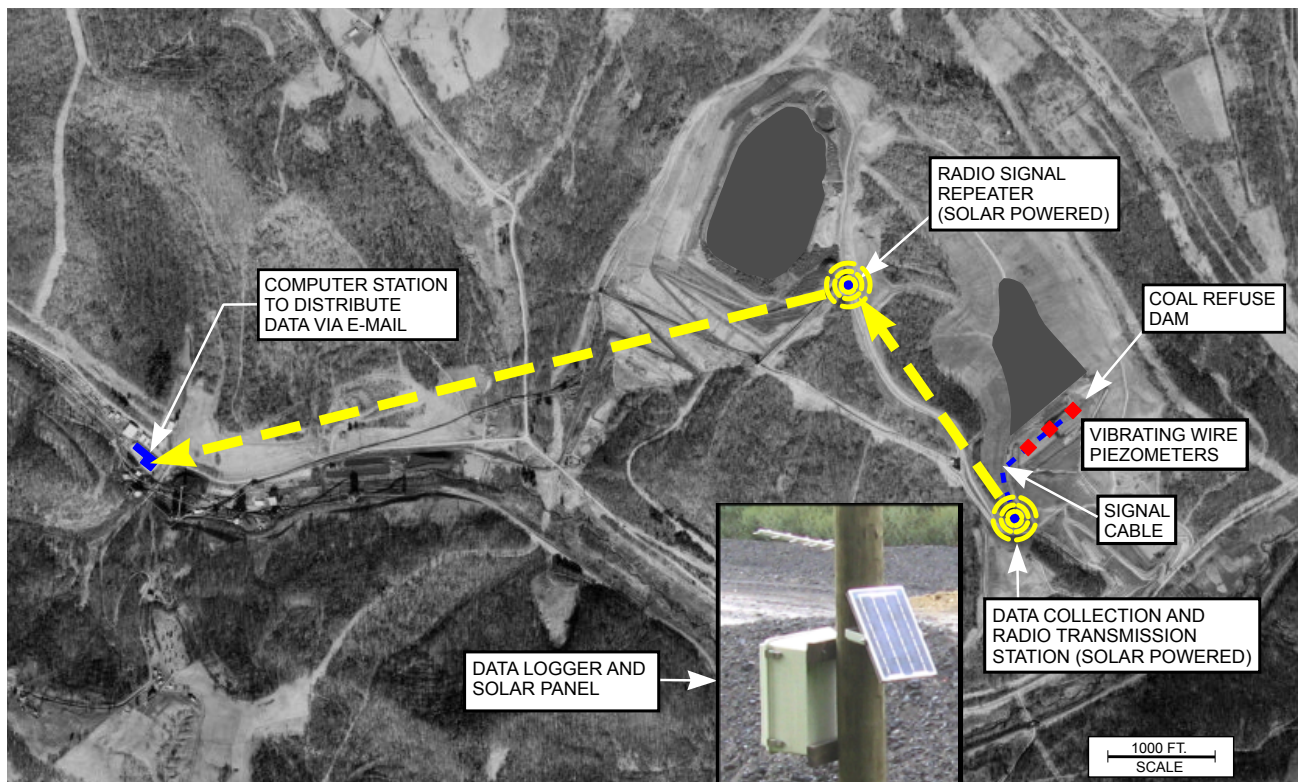 RADIO SIGNAL
REPEATER
(SOLAR POWERED)
COMPUTER STATION
TO DISTRIBUTE
DATA VIA E-MAIL
COAL REFUSE
DAM
VIBRATING WIRE
PIEZOMETERS
SIGNAL
CABLE
DATA COLLECTION AND
RADIO TRANSMISSION
STATION (SOLAR POWERED)
DATA LOGGER AND
SOLAR PANEL
1000 FT.
SCALE